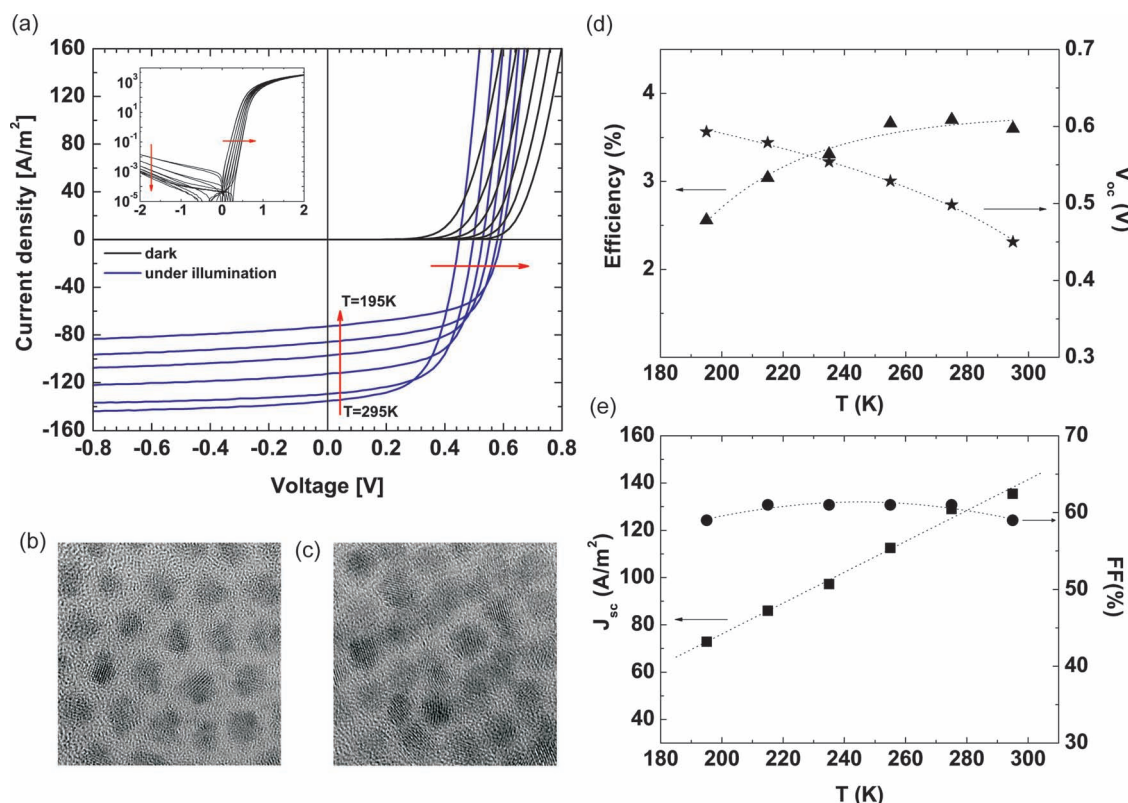 (a)
160
120
80
40
0
-40
-80
-120
-160
Current density [A/m²]
10³
10¹
10⁻¹
10⁻³
10⁻⁵
-2 -1 0 1 2
dark
under illumination
T=195K
T=295K
-0.8 -0.6 -0.4 -0.2 0.0 0.2 0.4 0.6 0.8
Voltage [V]
(b)
(c)
(d)
4
3
2
Efficiency (%)
0.7
0.6
0.5
0.4
0.3
V_oc (V)
180 200 220 240 260 280 300
T (K)
(e)
160
140
120
100
80
60
40
J_sc (A/m²)
70
60
50
40
30
FF(%)
180 200 220 240 260 280 300
T (K)